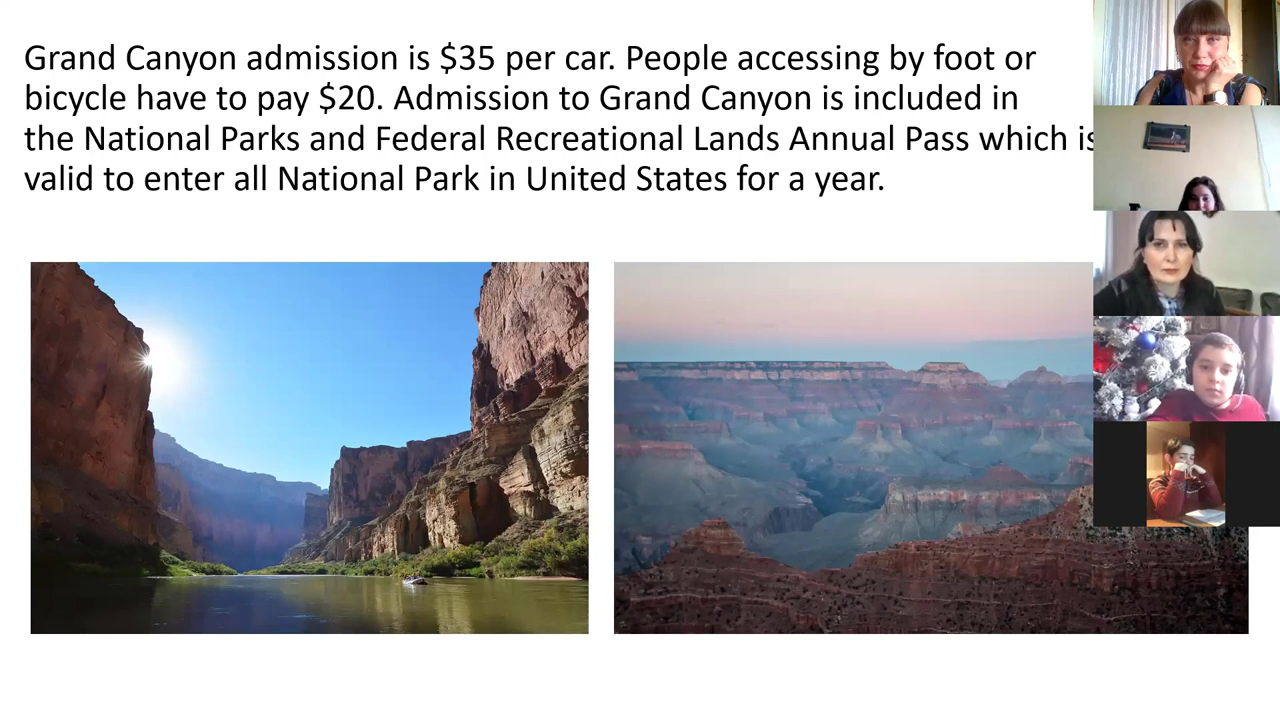 Grand Canyon admission is $35 per car. People accessing by foot or
bicycle have to pay $20. Admission to Grand Canyon is included in
the National Parks and Federal Recreational Lands Annual Pass which is
valid to enter all National Park in United States for a year.